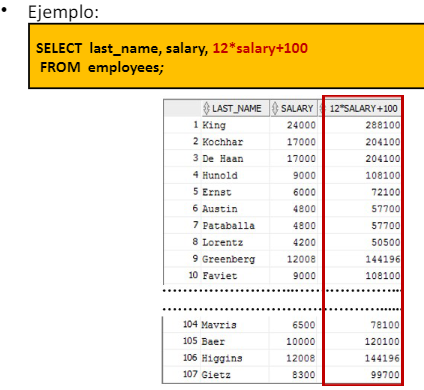 • Ejemplo:
SELECT last_name, salary, 12*salary+100
FROM employees;
LAST_NAME SALARY 12*SALARY+100
1 King 24000 288100
2 Kochhar 17000 204100
3 De Haan 17000 204100
4 Hunold 9000 108100
5 Ernst 6000 72100
6 Austin 4800 57700
7 Pataballa 4800 57700
8 Lorentz 4200 50500
9 Greenberg 12008 144196
10 Faviet 9000 108100
104 Mavris 6500 78100
105 Baer 10000 120100
106 Higgins 12008 144196
107 Gietz 8300 99700